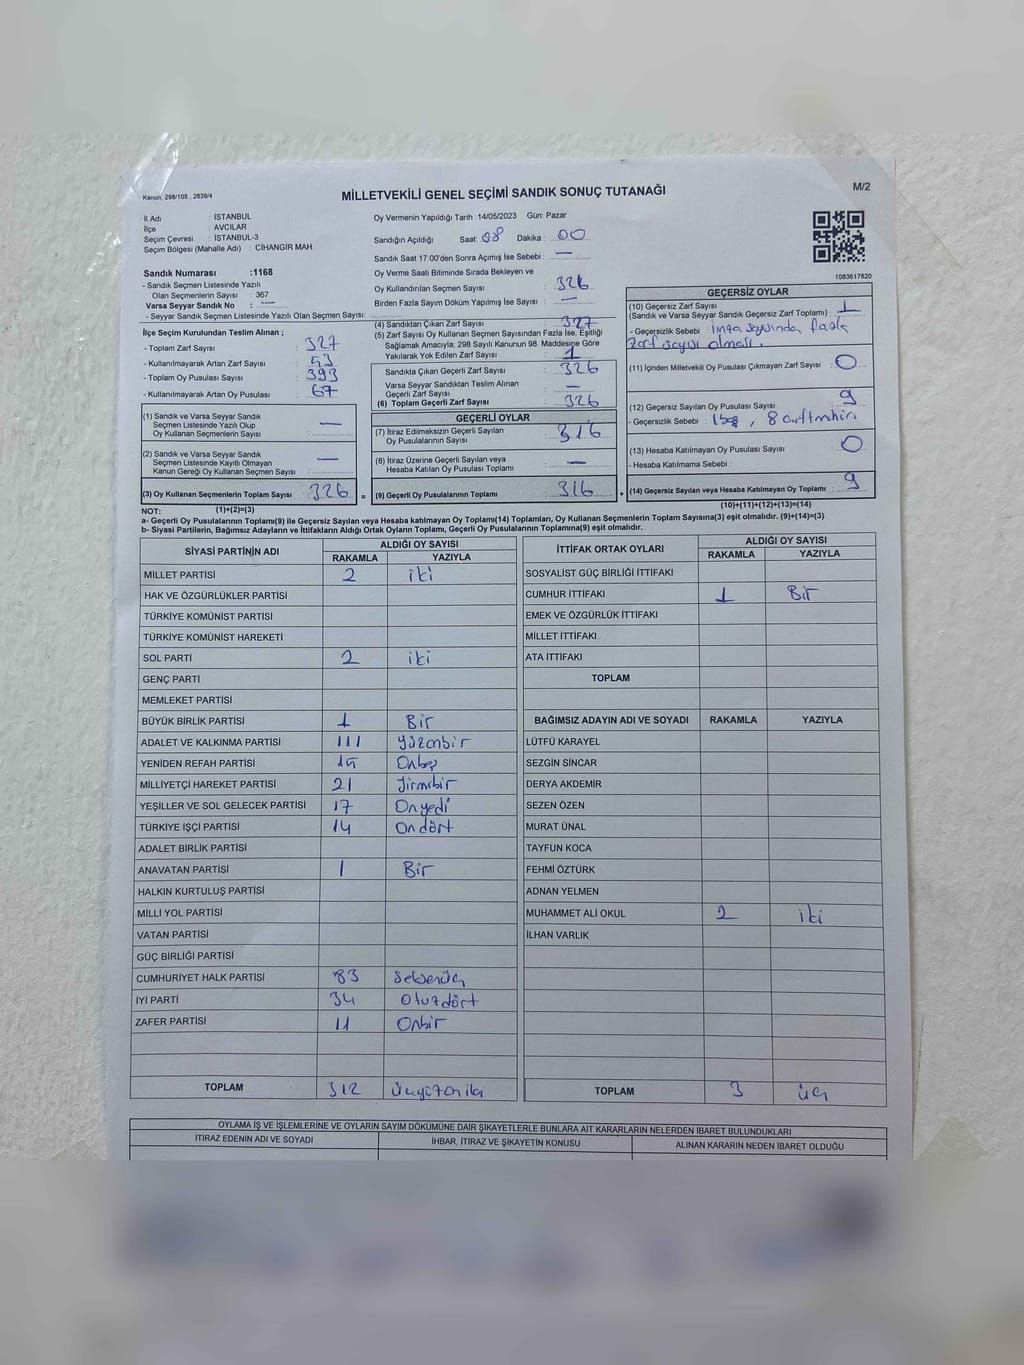 Kanun: 298/105 , 2839/4
MİLLETVEKİLİ GENEL SEÇİMİ SANDIK SONUÇ TUTANAĞI
M/2
İl Adı : İSTANBUL
İlçe AVCILAR
Seçim Çevresi : İSTANBUL-3
Seçim Bölgesi (Mahalle Adı) : CİHANGİR MAH
Sandık Numarası :1168
- Sandık Seçmen Listesinde Yazılı
Olan Seçmenlerin Sayısı : 367
Varsa Seyyar Sandık No : —
- Seyyar Sandık Seçmen Listesinde Yazılı Olan Seçmen Sayısı:
İlçe Seçim Kurulundan Teslim Alınan ;
- Toplam Zarf Sayısı : 327
- Kullanılmayarak Artan Zarf Sayısı : 53
- Toplam Oy Pusulası Sayısı : 393
- Kullanılmayarak Artan Oy Pusulası : 67
(1) Sandık ve Varsa Seyyar Sandık
Seçmen Listesinde Yazılı Olup
Oy Kullanan Seçmenlerin Sayısı : —
(2) Sandık ve Varsa Seyyar Sandık
Seçmen Listesinde Kayıtlı Olmayan
Kanun Gereği Oy Kullanan Seçmen Sayısı : —
(3) Oy Kullanan Seçmenlerin Toplam Sayısı : 326
Oy Vermenin Yapıldığı Tarih :14/05/2023 Gün: Pazar
Sandığın Açıldığı Saat: 08 Dakika : 00
Sandık Saat 17:00'den Sonra Açılmış İse Sebebi : —
Oy Verme Saati Bitiminde Sırada Bekleyen ve
Oy Kullandırılan Seçmen Sayısı : 326
Birden Fazla Sayım Döküm Yapılmış İse Sayısı : —
(4) Sandıktan Çıkan Zarf Sayısı : 327
(5) Zarf Sayısı Oy Kullanan Seçmen Sayısından Fazla İse, Eşitliği
Sağlamak Amacıyla; 298 Sayılı Kanunun 98. Maddesine Göre
Yakılarak Yok Edilen Zarf Sayısı : 1
Sandıkta Çıkan Geçerli Zarf Sayısı : 326
Varsa Seyyar Sandıktan Teslim Alınan
Geçerli Zarf Sayısı : —
(6) Toplam Geçerli Zarf Sayısı : 326
GEÇERLİ OYLAR
(7) İtiraz Edilmeksizin Geçerli Sayılan
Oy Pusulalarının Sayısı : 316
(8) İtiraz Üzerine Geçerli Sayılan veya
Hesaba Katılan Oy Pusulası Toplamı : —
= (9) Geçerli Oy Pusulalarının Toplamı : 316
1083617820
GEÇERSİZ OYLAR
(10) Geçersiz Zarf Sayısı
(Sandık ve Varsa Seyyar Sandık Geçersiz Zarf Toplamı) : 1
- Geçersizlik Sebebi : imza sayısından fazla
zarf sayısı olması.
(11) İçinden Milletvekili Oy Pusulası Çıkmayan Zarf Sayısı : 0
(12) Geçersiz Sayılan Oy Pusulası Sayısı : 9
- Geçersizlik Sebebi : , 8
(13) Hesaba Katılmayan Oy Pusulası Sayısı : 0
- Hesaba Katılmama Sebebi :
+ (14) Geçersiz Sayılan veya Hesaba Katılmayan Oy Toplamı : 9
NOT: (1)+(2)=(3) (10)+(11)+(12)+(13)=(14)
a- Geçerli Oy Pusulalarının Toplamı(9) ile Geçersiz Sayılan veya Hesaba katılmayan Oy Toplamı(14) Toplamları, Oy Kullanan Seçmenlerin Toplam Sayısına(3) eşit olmalıdır. (9)+(14)=(3)
b- Siyasi Partilerin, Bağımsız Adayların ve İttifakların Aldığı Ortak Oyların Toplamı, Geçerli Oy Pusulalarının Toplamına(9) eşit olmalıdır.
SİYASİ PARTİNİN ADI ALDIĞI OY SAYISI
RAKAMLA YAZIYLA
MİLLET PARTİSİ 2 iki
HAK VE ÖZGÜRLÜKLER PARTİSİ
TÜRKİYE KOMÜNİST PARTİSİ
TÜRKİYE KOMÜNİST HAREKETİ
SOL PARTİ 2 iki
GENÇ PARTİ
MEMLEKET PARTİSİ
BÜYÜK BİRLİK PARTİSİ 1 Bir
ADALET VE KALKINMA PARTİSİ 111 Yüzonbir
YENİDEN REFAH PARTİSİ 15 Onbeş
MİLLİYETÇİ HAREKET PARTİSİ 21 Yirmibir
YEŞİLLER VE SOL GELECEK PARTİSİ 17 Onyedi
TÜRKİYE İŞÇİ PARTİSİ 14 Ondört
ADALET BİRLİK PARTİSİ
ANAVATAN PARTİSİ 1 Bir
HALKIN KURTULUŞ PARTİSİ
MİLLİ YOL PARTİSİ
VATAN PARTİSİ
GÜÇ BİRLİĞİ PARTİSİ
CUMHURİYET HALK PARTİSİ 83 Seksenüç
İYİ PARTİ 34 Otuzdört
ZAFER PARTİSİ 11 Onbir
TOPLAM 312 Üçyüzoniki
İTTİFAK ORTAK OYLARI ALDIĞI OY SAYISI
RAKAMLA YAZIYLA
SOSYALİST GÜÇ BİRLİĞİ İTTİFAKI
CUMHUR İTTİFAKI 1 Bir
EMEK VE ÖZGÜRLÜK İTTİFAKI
MİLLET İTTİFAKI
ATA İTTİFAKI
TOPLAM
BAĞIMSIZ ADAYIN ADI VE SOYADI RAKAMLA YAZIYLA
LÜTFÜ KARAYEL
SEZGİN SİNCAR
DERYA AKDEMİR
SEZEN ÖZEN
MURAT ÜNAL
TAYFUN KOCA
FEHMİ ÖZTÜRK
ADNAN YELMEN
MUHAMMET ALİ OKUL 2 iki
İLHAN VARLIK
TOPLAM 3 üç
OYLAMA İŞ VE İŞLEMLERİNE VE OYLARIN SAYIM DÖKÜMÜNE DAİR ŞİKAYETLERLE BUNLARA AİT KARARLARIN NELERDEN İBARET BULUNDUKLARI
İTİRAZ EDENİN ADI VE SOYADI İHBAR, İTİRAZ VE ŞİKAYETİN KONUSU ALINAN KARARIN NEDEN İBARET OLDUĞU